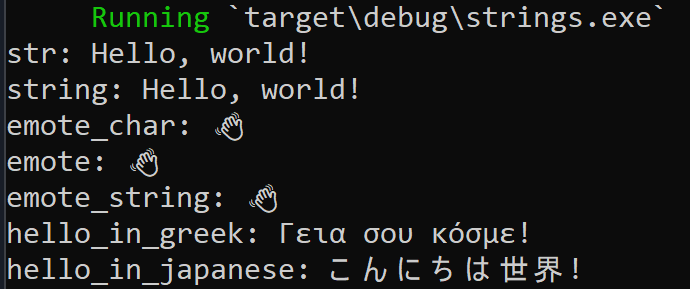 Running `target\debug\strings.exe`
str: Hello, world!
string: Hello, world!
emote_char: 👋
emote: 👋
emote_string: 👋
hello_in_greek: Γεια σου κόσμε!
hello_in_japanese: こんにちは世界!